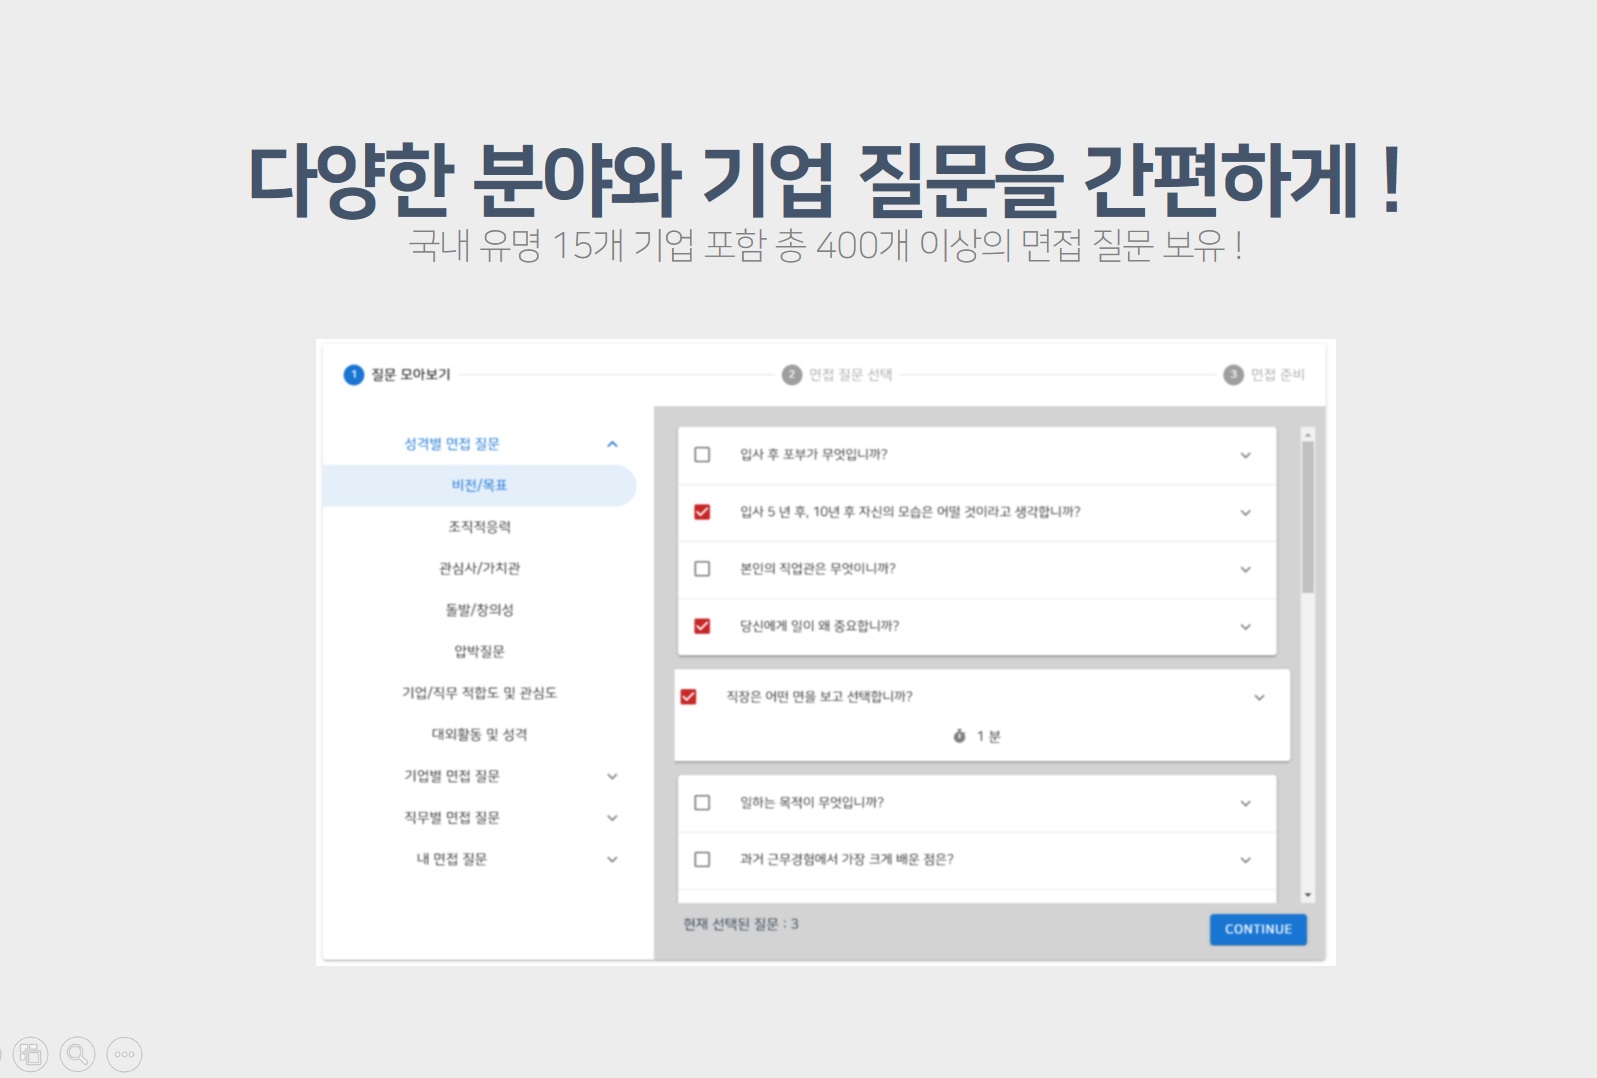 다양한 분야와 기업 질문을 간편하게 !
국내 유명 15개 기업 포함 총 400개 이상의 면접 질문 보유 !
1 질문 모아보기
2 면접 질문 선택
3 면접 준비
성격별 면접 질문
비전/목표
조직적응력
관심사/가치관
돌발/창의성
압박질문
기업/직무 적합도 및 관심도
대외활동 및 성격
기업별 면접 질문
직무별 면접 질문
내 면접 질문
입사 후 포부가 무엇입니까?
입사 5 년 후, 10년 후 자신의 모습은 어떨 것이라고 생각합니까?
본인의 직업관은 무엇이니까?
당신에게 일이 왜 중요합니까?
직장은 어떤 면을 보고 선택합니까?
1 분
일하는 목적이 무엇입니까?
과거 근무경험에서 가장 크게 배운 점은?
현재 선택된 질문 : 3
CONTINUE